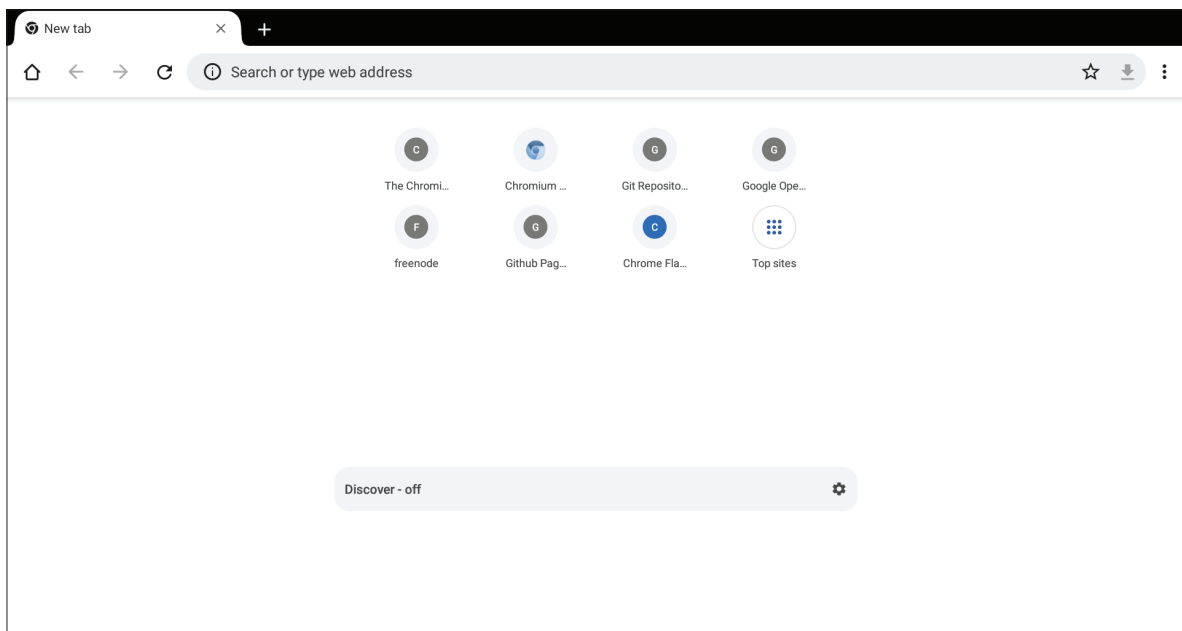 New tab
Search or type web address
C G G
The Chromi... Chromium ... Git Reposito... Google Ope...
F G C
freenode Github Pag... Chrome Fla... Top sites
Discover - off